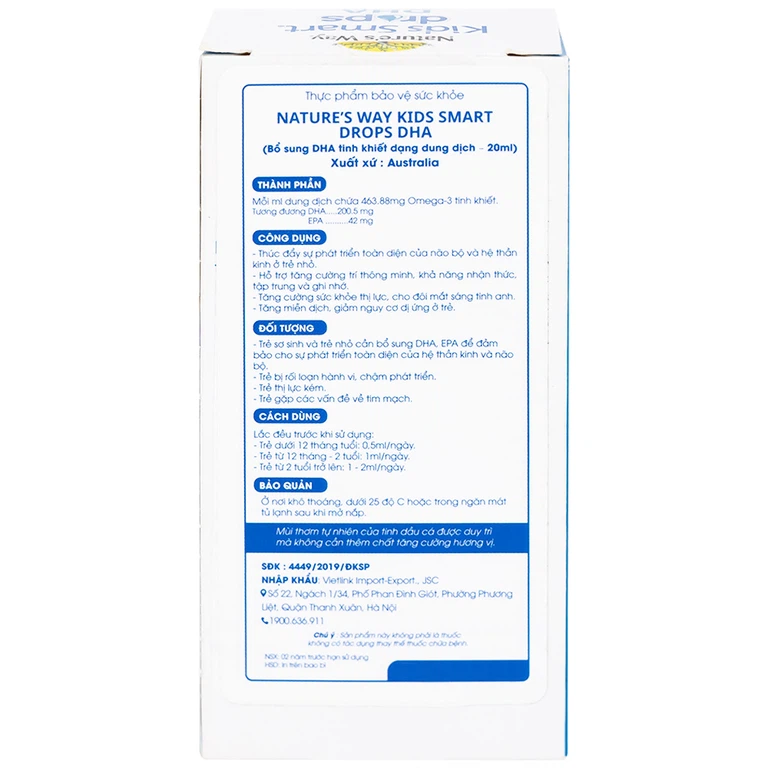 Nature's Way
Kids Smart.
drops
DHA
Thực phẩm bảo vệ sức khỏe
NATURE'S WAY KIDS SMART
DROPS DHA
(Bổ sung DHA tinh khiết dạng dung dịch - 20ml)
Xuất xứ : Australia
THÀNH PHẦN
Mỗi ml dung dịch chứa 463.88mg Omega-3 tinh khiết.
Tương đương DHA.....200.5 mg
EPA ..........42 mg
CÔNG DỤNG
- Thúc đẩy sự phát triển toàn diện của não bộ và hệ thần
kinh ở trẻ nhỏ.
- Hỗ trợ tăng cường trí thông minh, khả năng nhận thức,
tập trung và ghi nhớ.
- Tăng cường sức khỏe thị lực, cho đôi mắt sáng tinh anh.
- Tăng miễn dịch, giảm nguy cơ dị ứng ở trẻ.
ĐỐI TƯỢNG
- Trẻ sơ sinh và trẻ nhỏ cần bổ sung DHA, EPA để đảm
bảo cho sự phát triển toàn diện của hệ thần kinh và não
bộ.
- Trẻ bị rối loạn hành vi, chậm phát triển.
- Trẻ thị lực kém.
- Trẻ gặp các vấn đề về tim mạch.
CÁCH DÙNG
Lắc đều trước khi sử dụng:
- Trẻ dưới 12 tháng tuổi: 0,5ml/ngày.
- Trẻ từ 12 tháng - 2 tuổi: 1ml/ngày.
- Trẻ từ 2 tuổi trở lên: 1 - 2ml/ngày.
BẢO QUẢN
Ở nơi khô thoáng, dưới 25 độ C hoặc trong ngăn mát
tủ lạnh sau khi mở nắp.
Mùi thơm tự nhiên của tinh dầu cá được duy trì
mà không cần thêm chất tăng cường hương vị.
SĐK : 4449/2019/ĐKSP
NHẬP KHẨU: Vietlink Import-Export., JSC
Số 22, Ngách 1/34, Phố Phan Đình Giót, Phường Phương
Liệt, Quận Thanh Xuân, Hà Nội
1900.636.911
Chú ý : Sản phẩm này không phải là thuốc
không có tác dụng thay thế thuốc chữa bệnh.
NSX: 02 năm trước hạn sử dụng
HSD: In trên bao bì